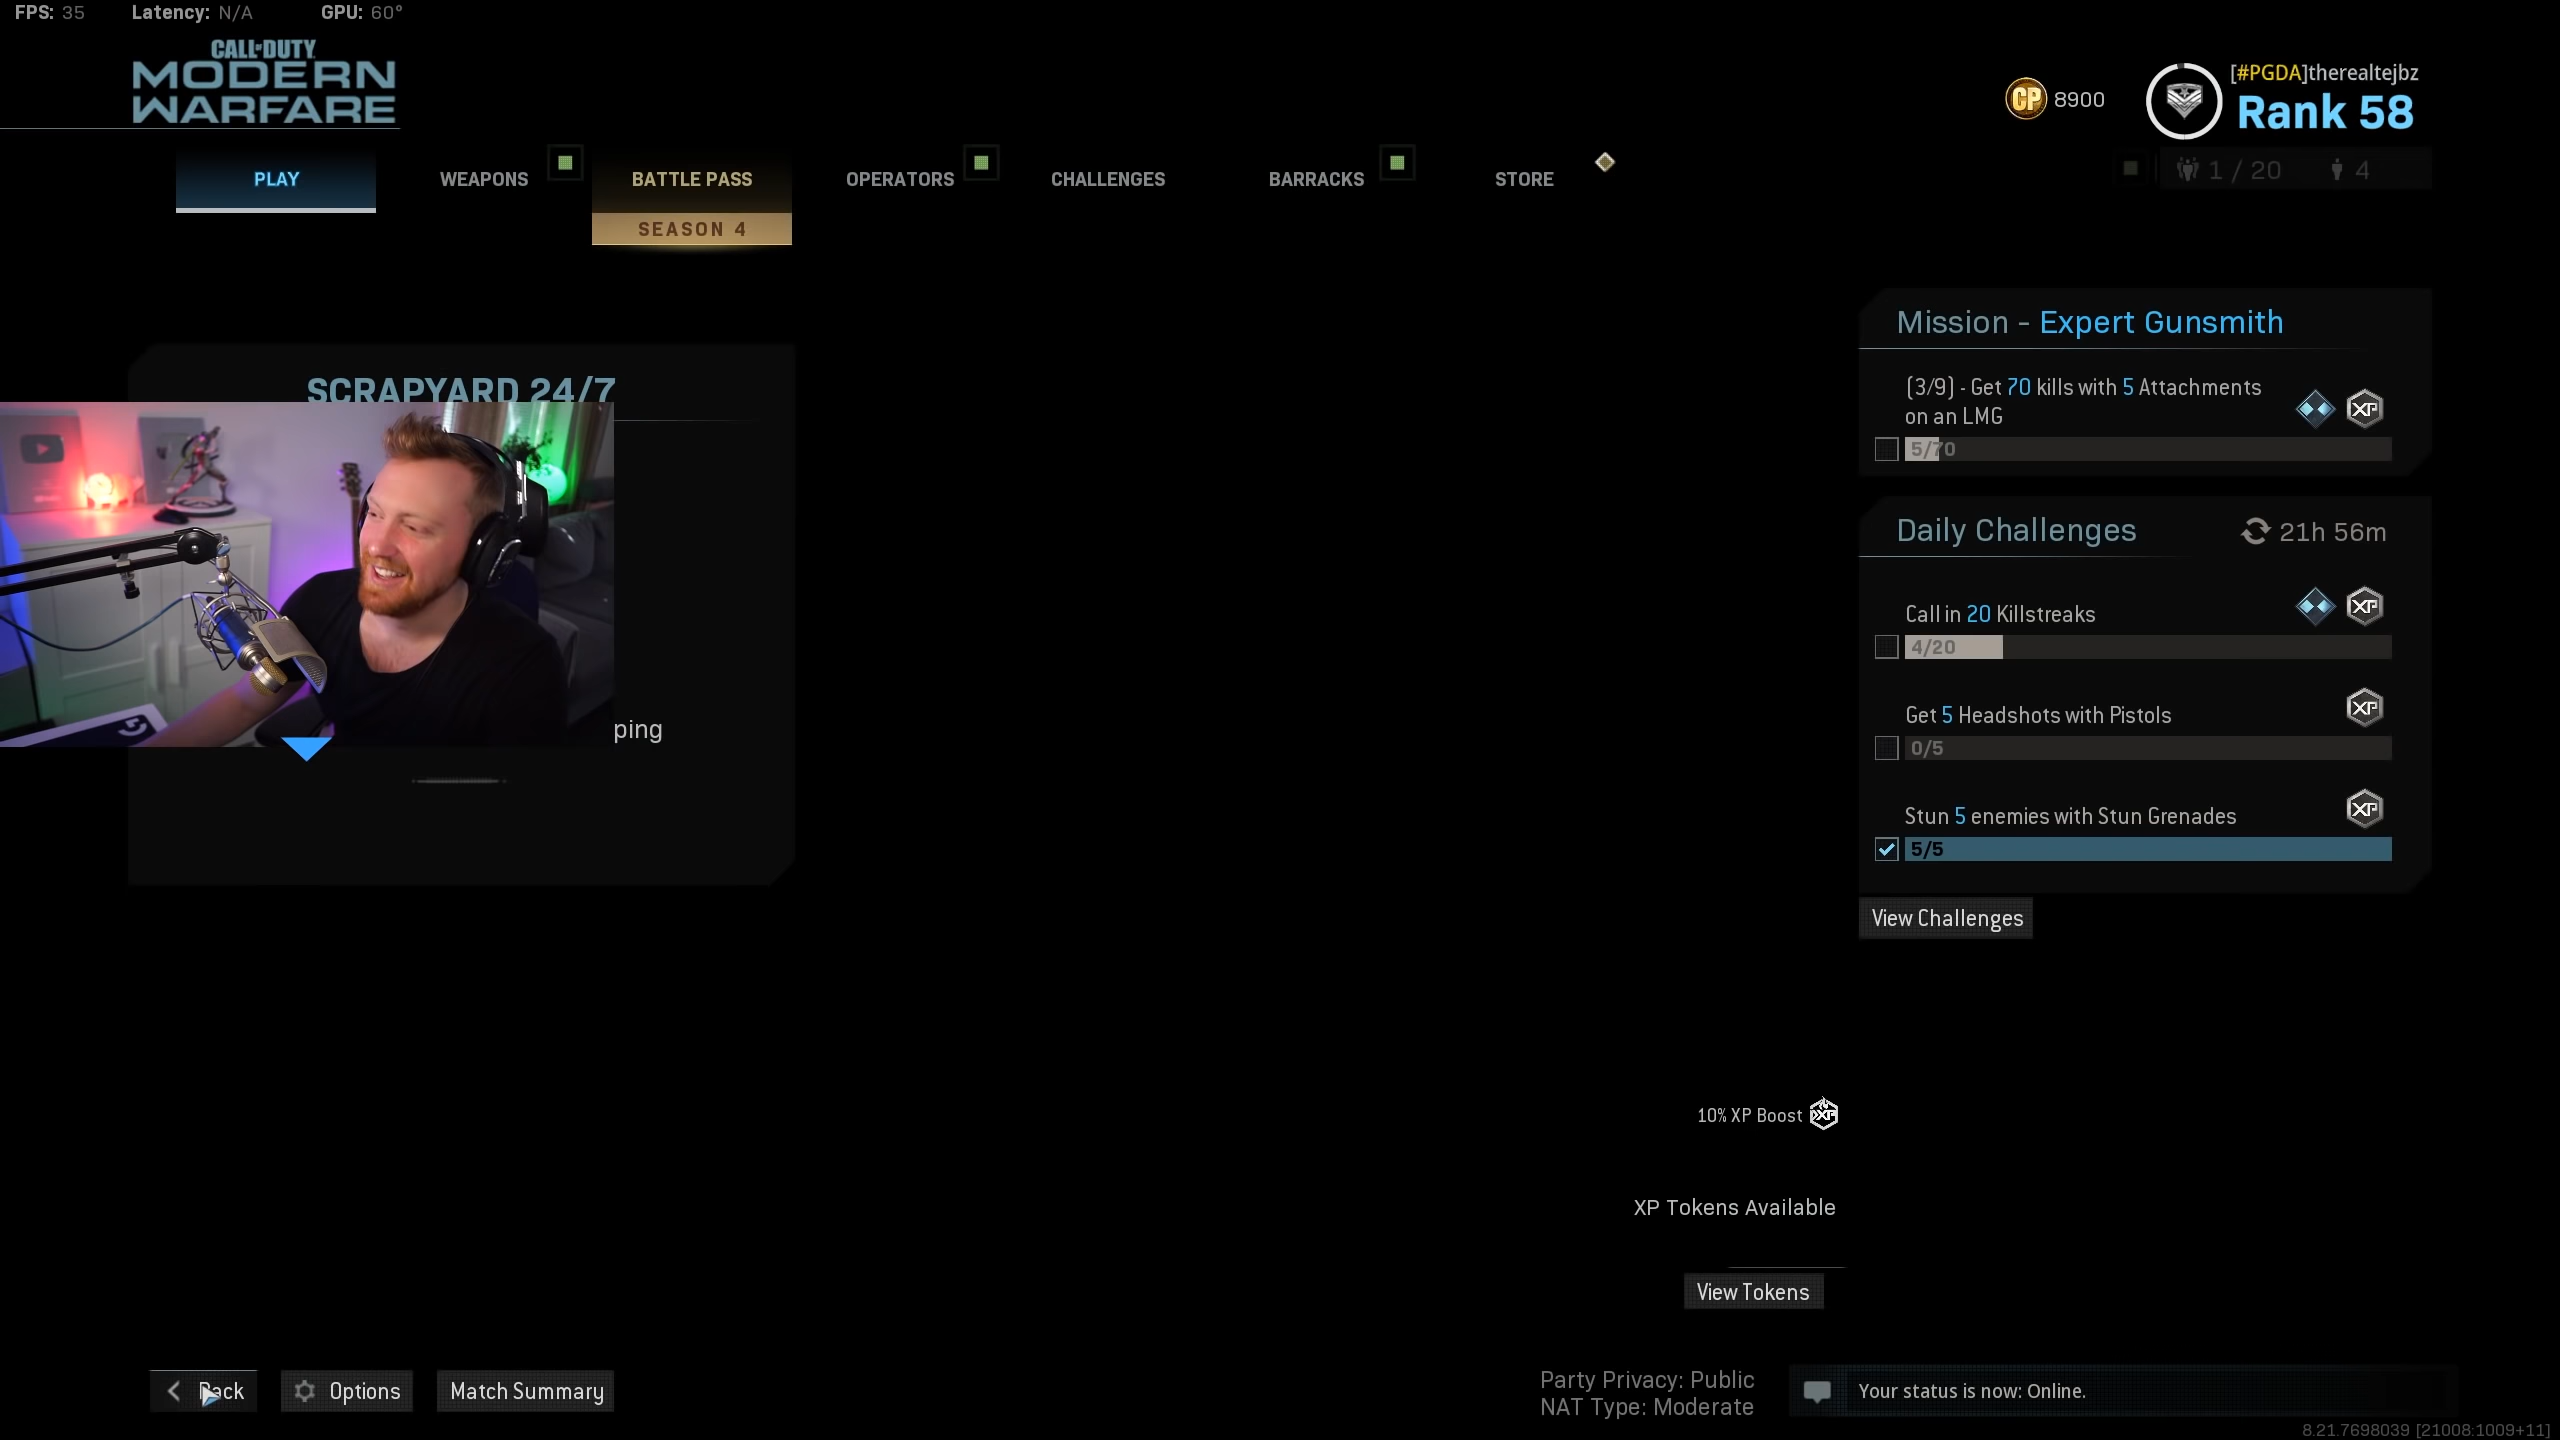 FPS: 35 Latency: N/A GPU: 60°
CALL OF DUTY
MODERN
WARFARE
CP 8900
[#PGDA]therealtejbz
Rank 58
PLAY WEAPONS BATTLE PASS OPERATORS CHALLENGES BARRACKS STORE
1 / 20 4
SEASON 4
SCRAPYARD 24/7
ping
Mission - Expert Gunsmith
(3/9) - Get 70 kills with 5 Attachments
on an LMG
XP
5/70
Daily Challenges 21h 56m
Call in 20 Killstreaks XP
4/20
Get 5 Headshots with Pistols XP
0/5
Stun 5 enemies with Stun Grenades XP
5/5
View Challenges
10% XP Boost
XP Tokens Available
View Tokens
Back Options Match Summary
Party Privacy: Public
NAT Type: Moderate
Your status is now: Online.
8.21.7698039 [21008:1009+11]